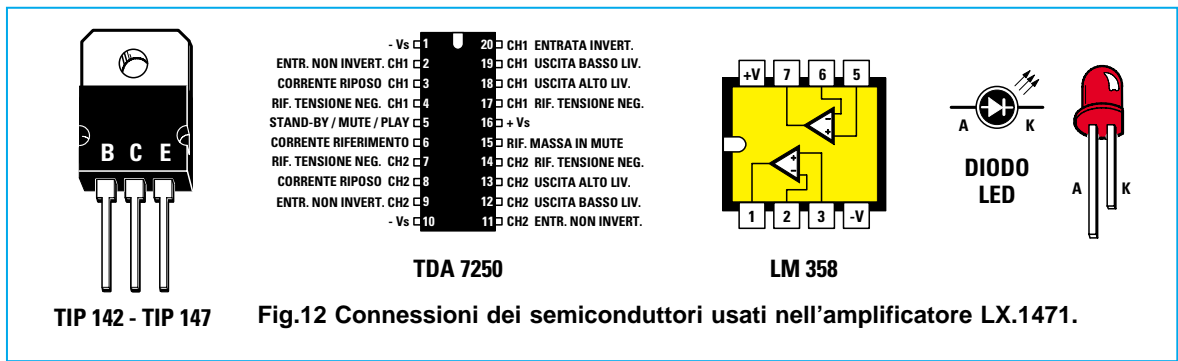 B C E
TIP 142 - TIP 147
- Vs 1
ENTR. NON INVERT. CH1 2
CORRENTE RIPOSO CH1 3
RIF. TENSIONE NEG. CH1 4
STAND-BY / MUTE / PLAY 5
CORRENTE RIFERIMENTO 6
RIF. TENSIONE NEG. CH2 7
CORRENTE RIPOSO CH2 8
ENTR. NON INVERT. CH2 9
- Vs 10
20 CH1 ENTRATA INVERT.
19 CH1 USCITA BASSO LIV.
18 CH1 USCITA ALTO LIV.
17 CH1 RIF. TENSIONE NEG.
16 + Vs
15 RIF. MASSA IN MUTE
14 CH2 RIF. TENSIONE NEG.
13 CH2 USCITA ALTO LIV.
12 CH2 USCITA BASSO LIV.
11 CH2 ENTR. NON INVERT.
TDA 7250
+V 7 6 5
- +
+ -
1 2 3 -V
LM 358
A K
DIODO
LED
A K
Fig.12 Connessioni dei semiconduttori usati nell'amplificatore LX.1471.